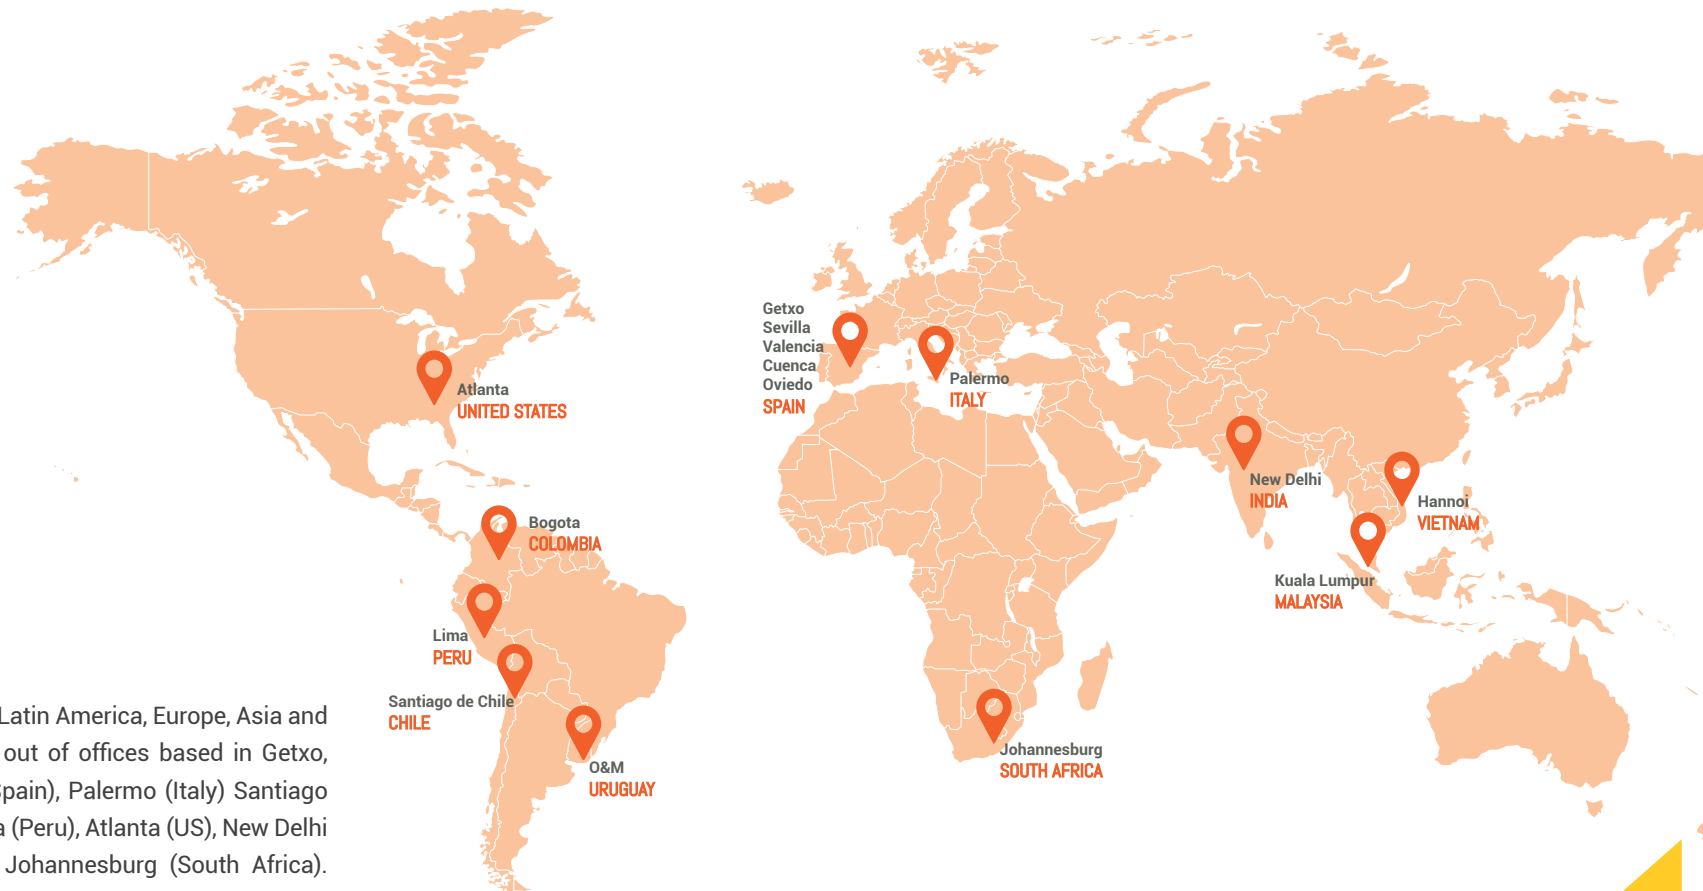 Getxo
Sevilla
Valencia
Cuenca
Oviedo
SPAIN
Palermo
ITALY
Atlanta
UNITED STATES
New Delhi
INDIA
Hannoi
VIETNAM
Bogota
COLOMBIA
Kuala Lumpur
MALAYSIA
Lima
PERU
Santiago de Chile
CHILE
O&M
URUGUAY
Johannesburg
SOUTH AFRICA
Latin America, Europe, Asia and
out of offices based in Getxo,
Spain), Palermo (Italy) Santiago
(Peru), Atlanta (US), New Delhi
Johannesburg (South Africa).